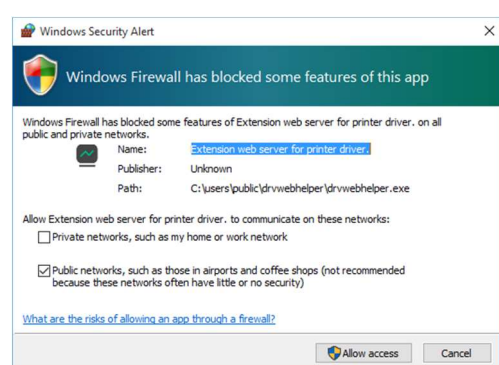 Windows Security Alert
Windows Firewall has blocked some features of this app
Windows Firewall has blocked some features of Extension web server for printer driver. on all
public and private networks.
Name: Extension web server for printer driver.
Publisher: Unknown
Path: C:\users\public\drvwebhelper\drvwebhelper.exe
Allow Extension web server for printer driver. to communicate on these networks:
Private networks, such as my home or work network
Public networks, such as those in airports and coffee shops (not recommended
because these networks often have little or no security)
What are the risks of allowing an app through a firewall?
Allow access Cancel